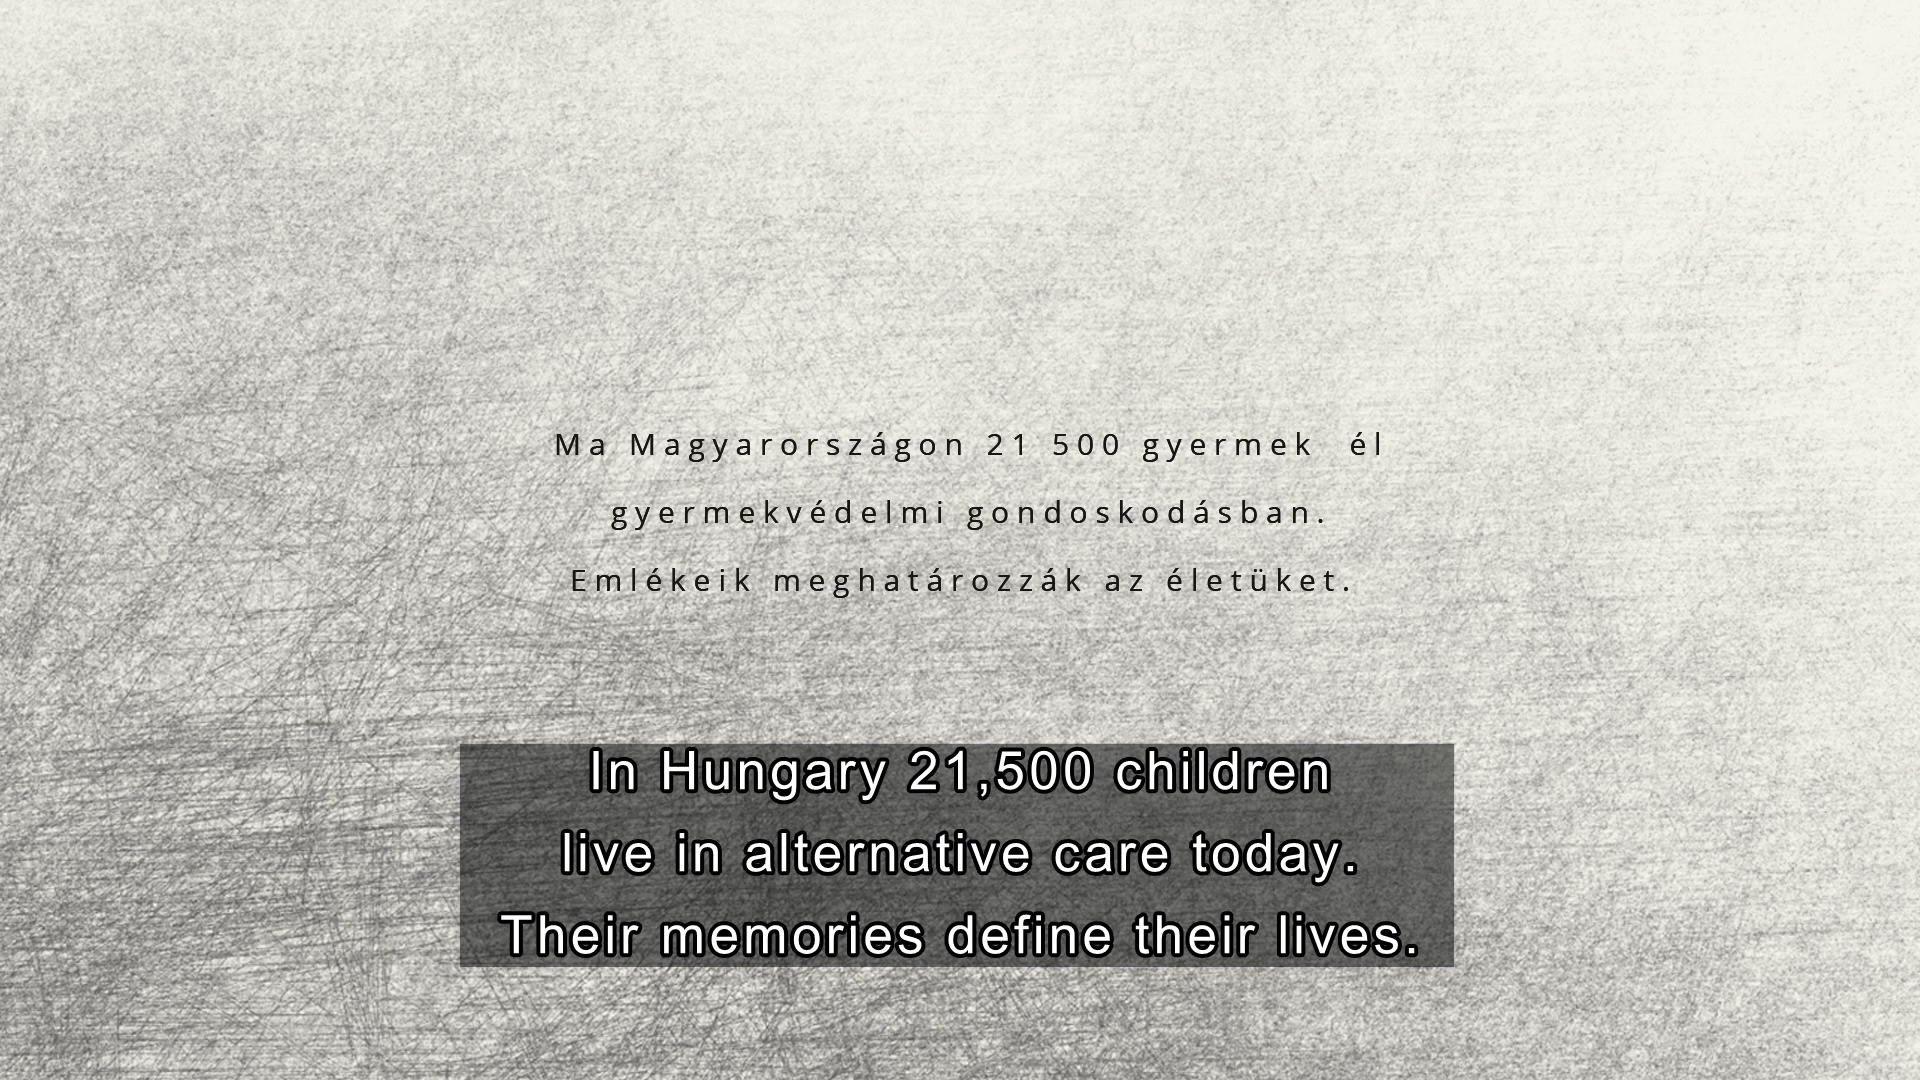 Ma Magyarországon 21 500 gyermek  él
gyermekvédelmi gondoskodásban.
Emlékeik meghatározzák az életüket.
In Hungary 21,500 children
live in alternative care today.
Their memories define their lives.